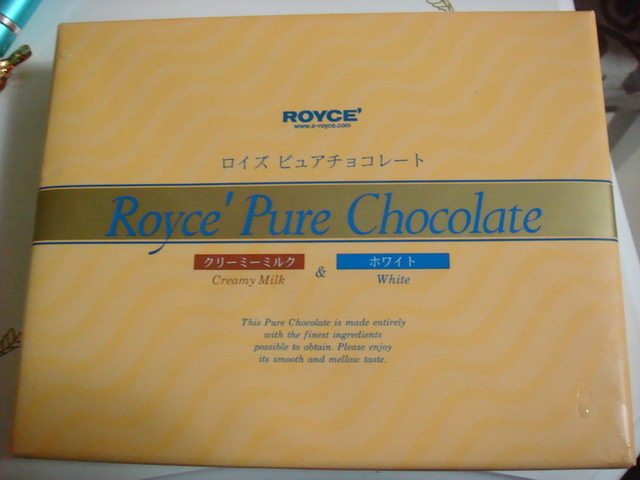 ROYCE'
www.e-royce.com
ロイズ ピュアチョコレート
Royce' Pure Chocolate
クリーミーミルク & ホワイト
Creamy Milk White
This Pure Chocolate is made entirely
with the finest ingredients
possible to obtain. Please enjoy
its smooth and mellow taste.